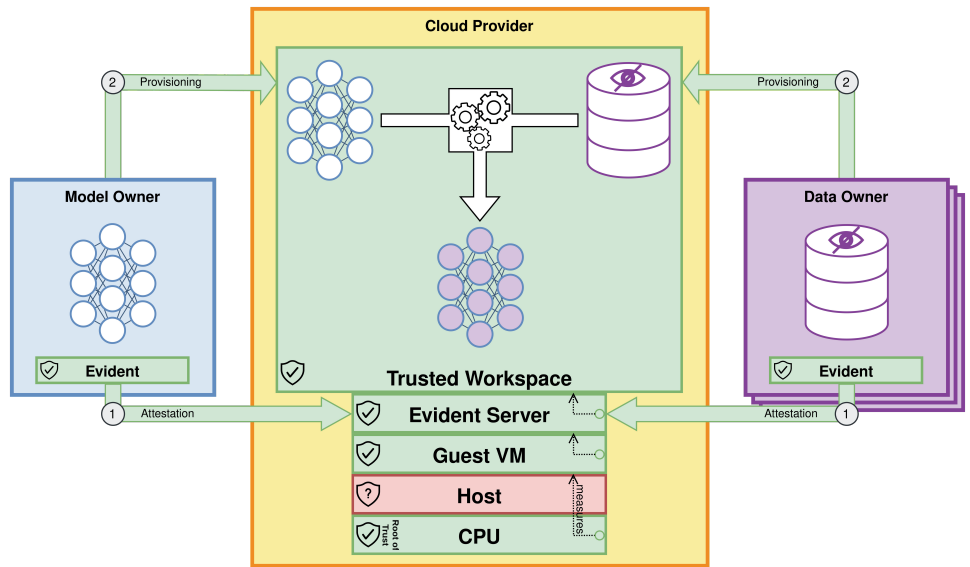 Cloud Provider
2
Provisioning
Provisioning
2
Model Owner
Data Owner
Evident
Evident
Trusted Workspace
1
Attestation
Evident Server
Attestation
1
Guest VM
?
Host
measures
Root of
Trust
CPU